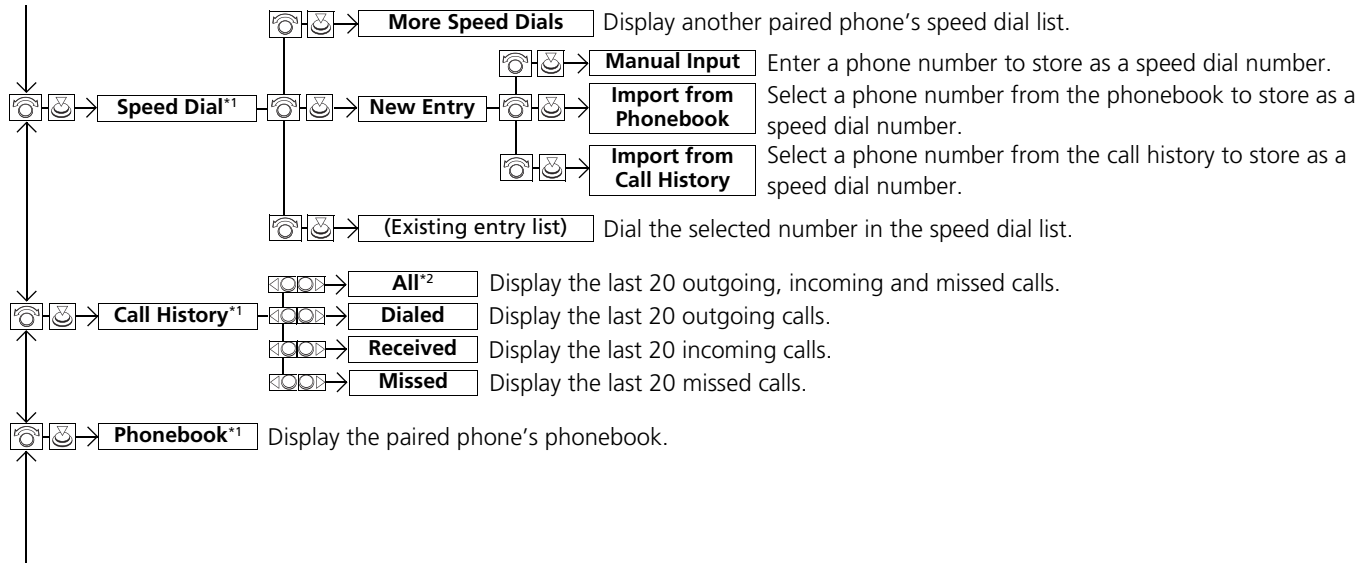 More Speed Dials Display another paired phone's speed dial list.
Manual Input Enter a phone number to store as a speed dial number.
Speed Dial*1 New Entry Import from Phonebook Select a phone number from the phonebook to store as a
speed dial number.
Import from Call History Select a phone number from the call history to store as a
speed dial number.
(Existing entry list) Dial the selected number in the speed dial list.
All*2 Display the last 20 outgoing, incoming and missed calls.
Call History*1 Dialed Display the last 20 outgoing calls.
Received Display the last 20 incoming calls.
Missed Display the last 20 missed calls.
Phonebook*1 Display the paired phone's phonebook.